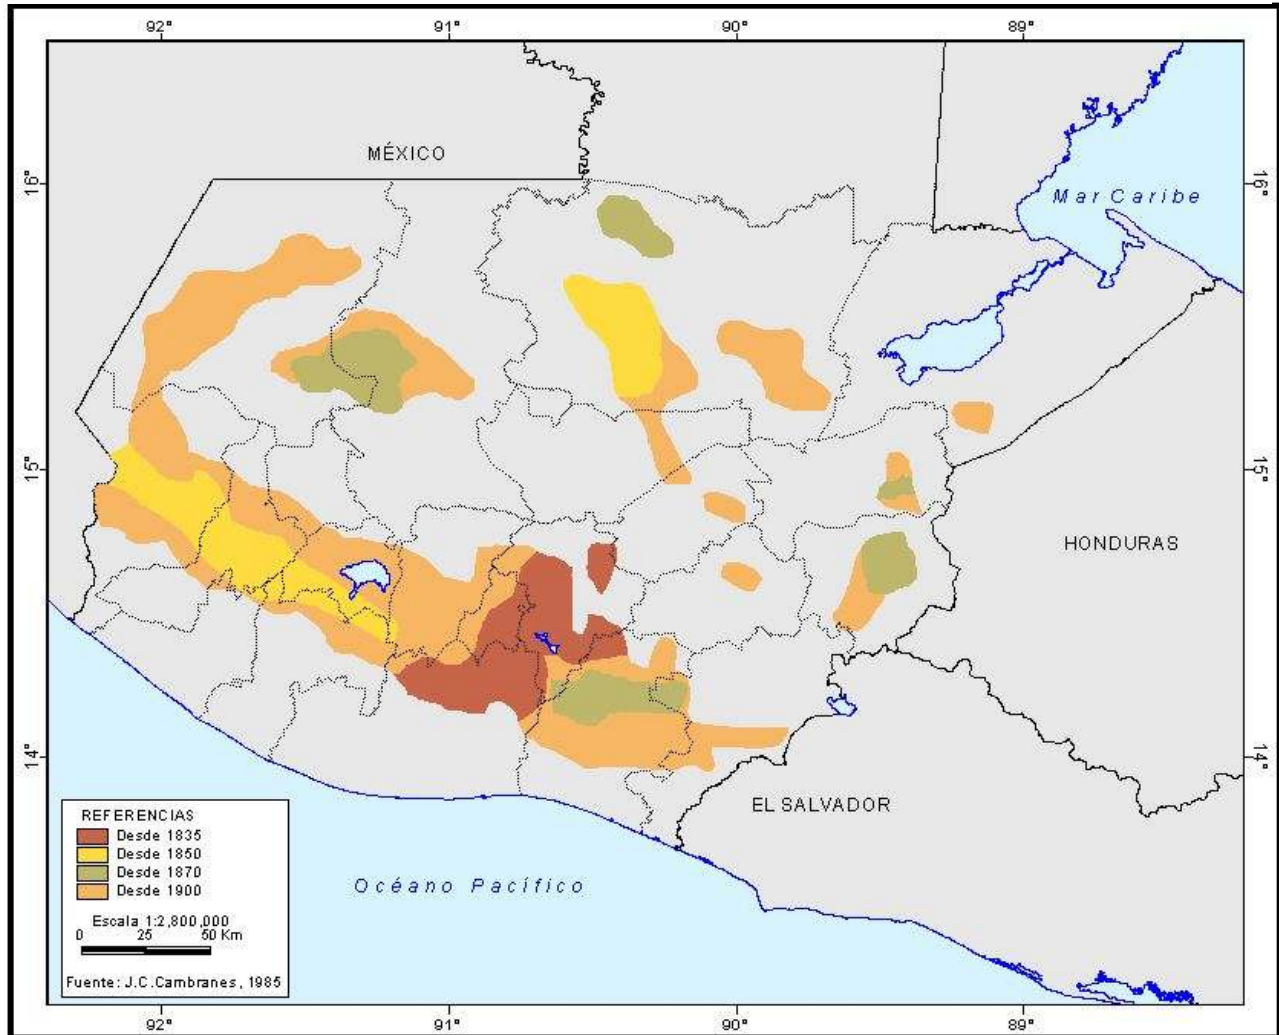 92° 91° 90° 89°
MÉXICO
16° 16°
Mar Caribe
15° 15°
HONDURAS
14° 14°
EL SALVADOR
REFERENCIAS
Desde 1835
Desde 1850
Desde 1870
Desde 1900
Océano Pacífico
Escala 1:2,800,000
0 25 50 Km
Fuente: J.C.Cambranes, 1985
92° 91° 90° 89°